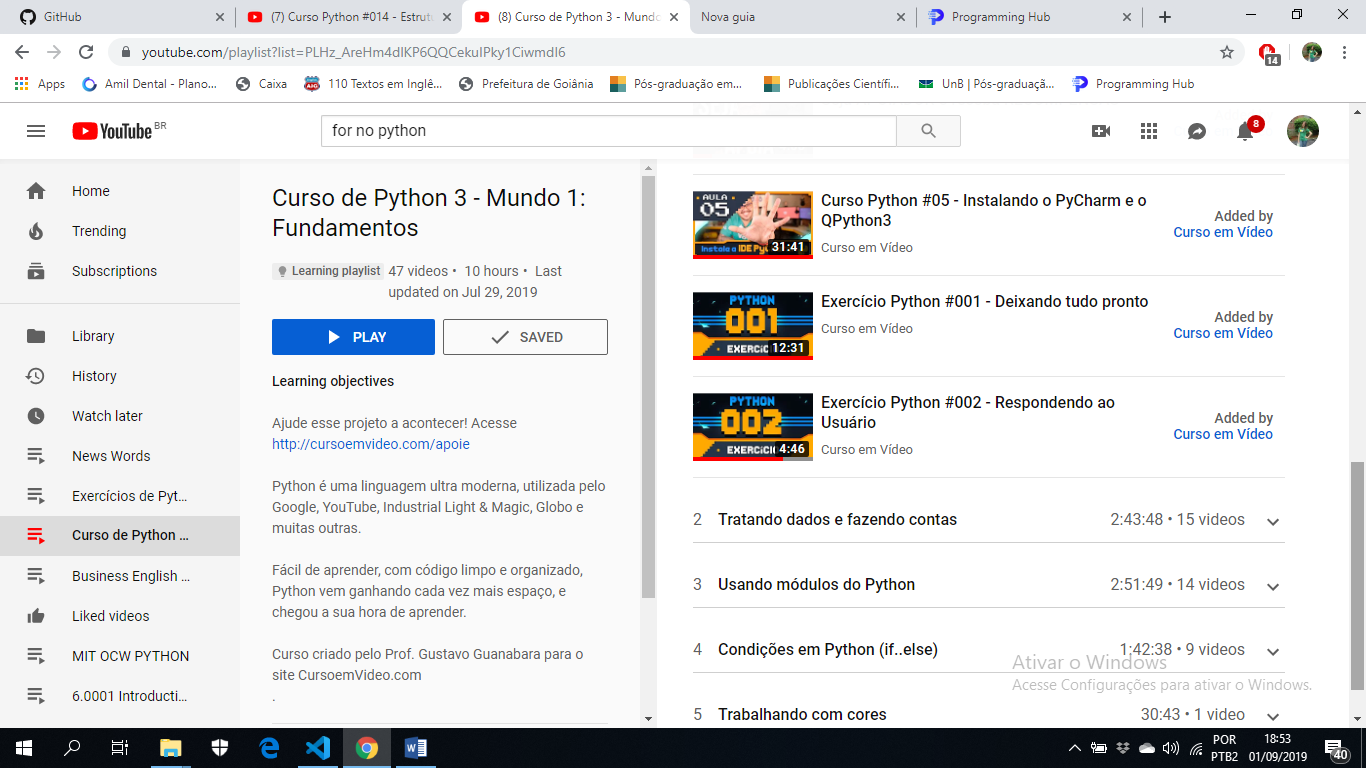 GitHub
(7) Curso Python #014 - Estrut
(8) Curso de Python 3 - Mundo
Nova guia
Programming Hub
youtube.com/playlist?list=PLHz_AreHm4dlKP6QQCekuIPky1CiwmdI6
14
Apps
Amil Dental - Plano...
Caixa
110 Textos em Inglê...
Prefeitura de Goiânia
Pós-graduação em...
Publicações Científi...
UnB | Pós-graduaçã...
Programming Hub
YouTube BR
for no python
8
Home
Trending
Subscriptions
Library
History
Watch later
News Words
Exercícios de Pyt...
Curso de Python ...
Business English ...
Liked videos
MIT OCW PYTHON
6.0001 Introducti...
Curso de Python 3 - Mundo 1:
Fundamentos
Learning playlist 47 videos • 10 hours • Last
updated on Jul 29, 2019
PLAY
SAVED
Learning objectives
Ajude esse projeto a acontecer! Acesse
http://cursoemvideo.com/apoie
Python é uma linguagem ultra moderna, utilizada pelo
Google, YouTube, Industrial Light & Magic, Globo e
muitas outras.
Fácil de aprender, com código limpo e organizado,
Python vem ganhando cada vez mais espaço, e
chegou a sua hora de aprender.
Curso criado pelo Prof. Gustavo Guanabara para o
site CursoemVideo.com
.
AULA
05
Instala o IDE Py
31:41
Curso Python #05 - Instalando o PyCharm e o
QPython3
Curso em Vídeo
Added by
Curso em Vídeo
PYTHON
001
EXERCÍC
12:31
Exercício Python #001 - Deixando tudo pronto
Curso em Vídeo
Added by
Curso em Vídeo
PYTHON
002
EXERCÍC
4:46
Exercício Python #002 - Respondendo ao
Usuário
Curso em Vídeo
Added by
Curso em Vídeo
2 Tratando dados e fazendo contas 2:43:48 • 15 videos
3 Usando módulos do Python 2:51:49 • 14 videos
4 Condições em Python (if..else) 1:42:38 • 9 videos
Ativar o Windows
Acesse Configurações para ativar o Windows.
5 Trabalhando com cores 30:43 • 1 video
POR
PTB2
18:53
01/09/2019
40